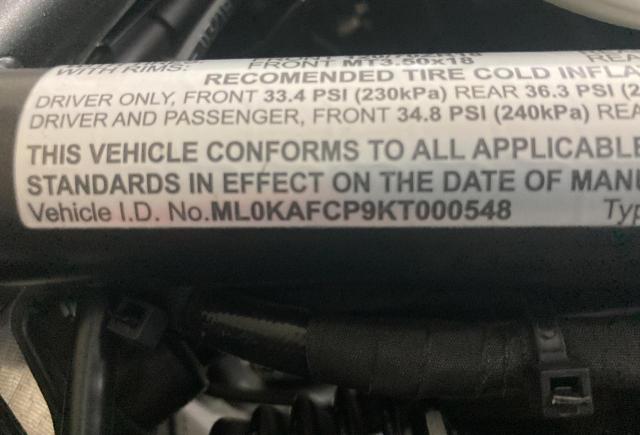 WITH RIMS: FRONT MT3.50x18
RECOMENDED TIRE COLD INFLA
DRIVER ONLY, FRONT 33.4 PSI (230kPa) REAR 36.3 PSI (2
DRIVER AND PASSENGER, FRONT 34.8 PSI (240kPa) REA
THIS VEHICLE CONFORMS TO ALL APPLICABLE
STANDARDS IN EFFECT ON THE DATE OF MANU
Vehicle I.D. No.ML0KAFCP9KT000548 Typ